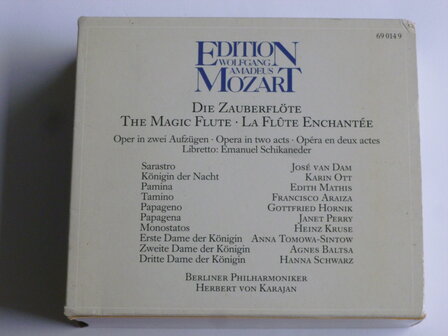 69 014 9
EDITION
WOLFGANG
AMADEUS
MOZART
DIE ZAUBERFLÖTE
THE MAGIC FLUTE · LA FLÛTE ENCHANTÉE
Oper in zwei Aufzügen · Opera in two acts · Opéra en deux actes
Libretto: Emanuel Schikaneder
Sarastro JOSÉ VAN DAM
Königin der Nacht KARIN OTT
Pamina EDITH MATHIS
Tamino FRANCISCO ARAIZA
Papageno GOTTFRIED HORNIK
Papagena JANET PERRY
Monostatos HEINZ KRUSE
Erste Dame der Königin ANNA TOMOWA-SINTOW
Zweite Dame der Königin AGNES BALTSA
Dritte Dame der Königin HANNA SCHWARZ
BERLINER PHILHARMONIKER
HERBERT VON KARAJAN